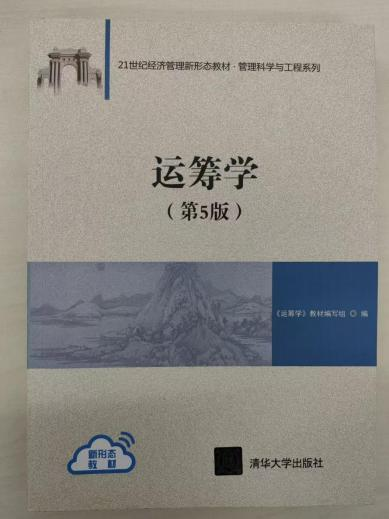 21世纪经济管理新形态教材·管理科学与工程系列
运筹学
（第5版）
《运筹学》教材编写组 ◎ 编
新形态
教材
清华大学出版社